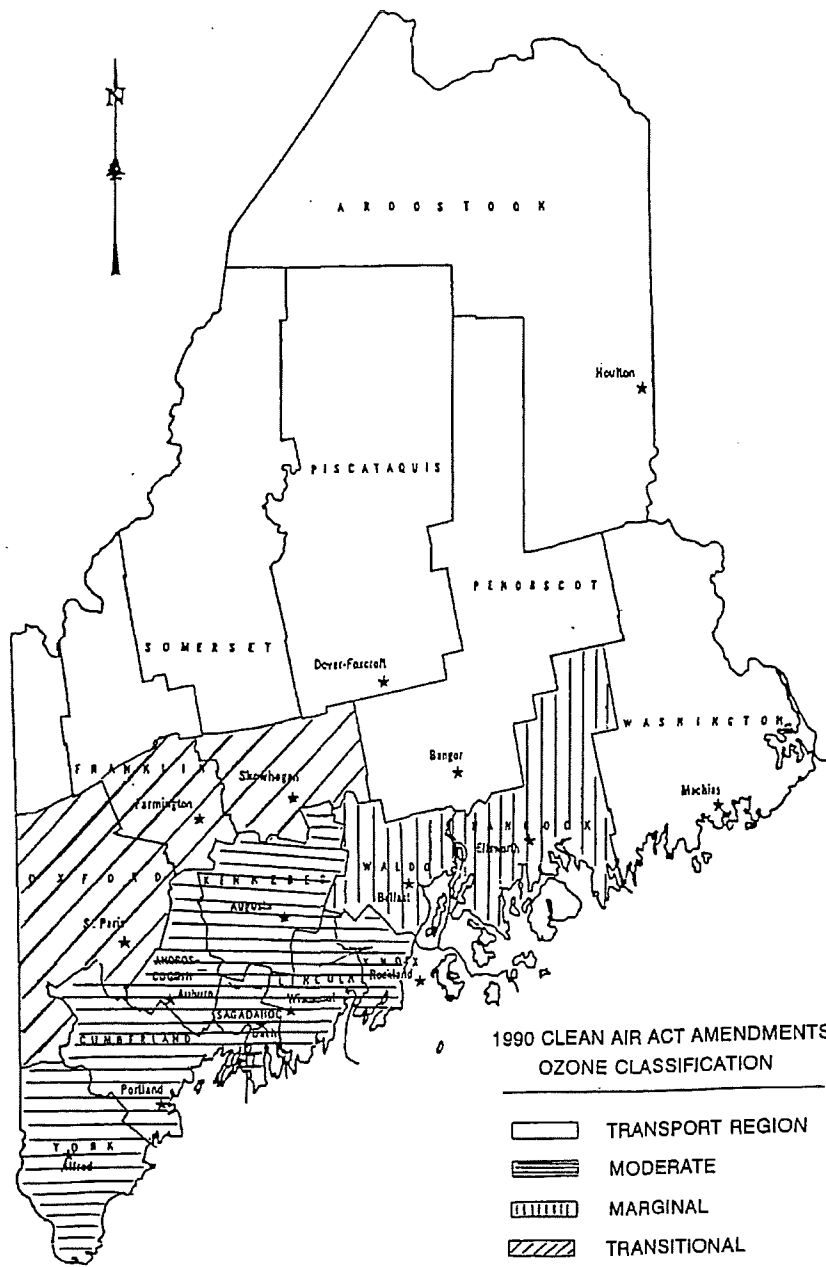 N
AROOSTOOK
Houlton
PISCATAQUIS
PENOBSCOT
SOMERSET
Dover-Foxcroft
WASHINGTON
Bangor
FRANKLIN
Skowhegan
Farmington
Machias
HANCOCK
Ellsworth
WALDO
OXFORD
KENNEBEC
Belfast
Augusta
S. Paris
KNOX
ANDROS-
COGGIN
LINCOLN
Rockland
Auburn
Wiscasset
SAGADAHOC
Bath
CUMBERLAND
Portland
YORK
Alfred
1990 CLEAN AIR ACT AMENDMENTS
OZONE CLASSIFICATION
TRANSPORT REGION
MODERATE
MARGINAL
TRANSITIONAL